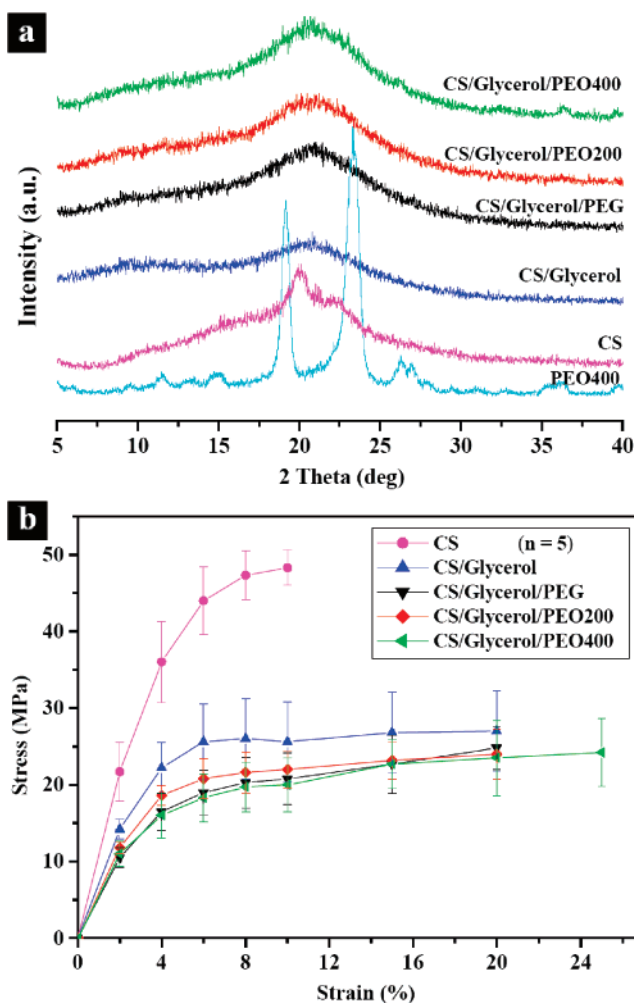 a
CS/Glycerol/PEO400
CS/Glycerol/PEO200
CS/Glycerol/PEG
CS/Glycerol
CS
PEO400
Intensity (a.u.)
5 10 15 20 25 30 35 40
2 Theta (deg)
b
CS (n = 5)
CS/Glycerol
CS/Glycerol/PEG
CS/Glycerol/PEO200
CS/Glycerol/PEO400
50
40
30
20
10
0
Stress (MPa)
0 4 8 12 16 20 24
Strain (%)